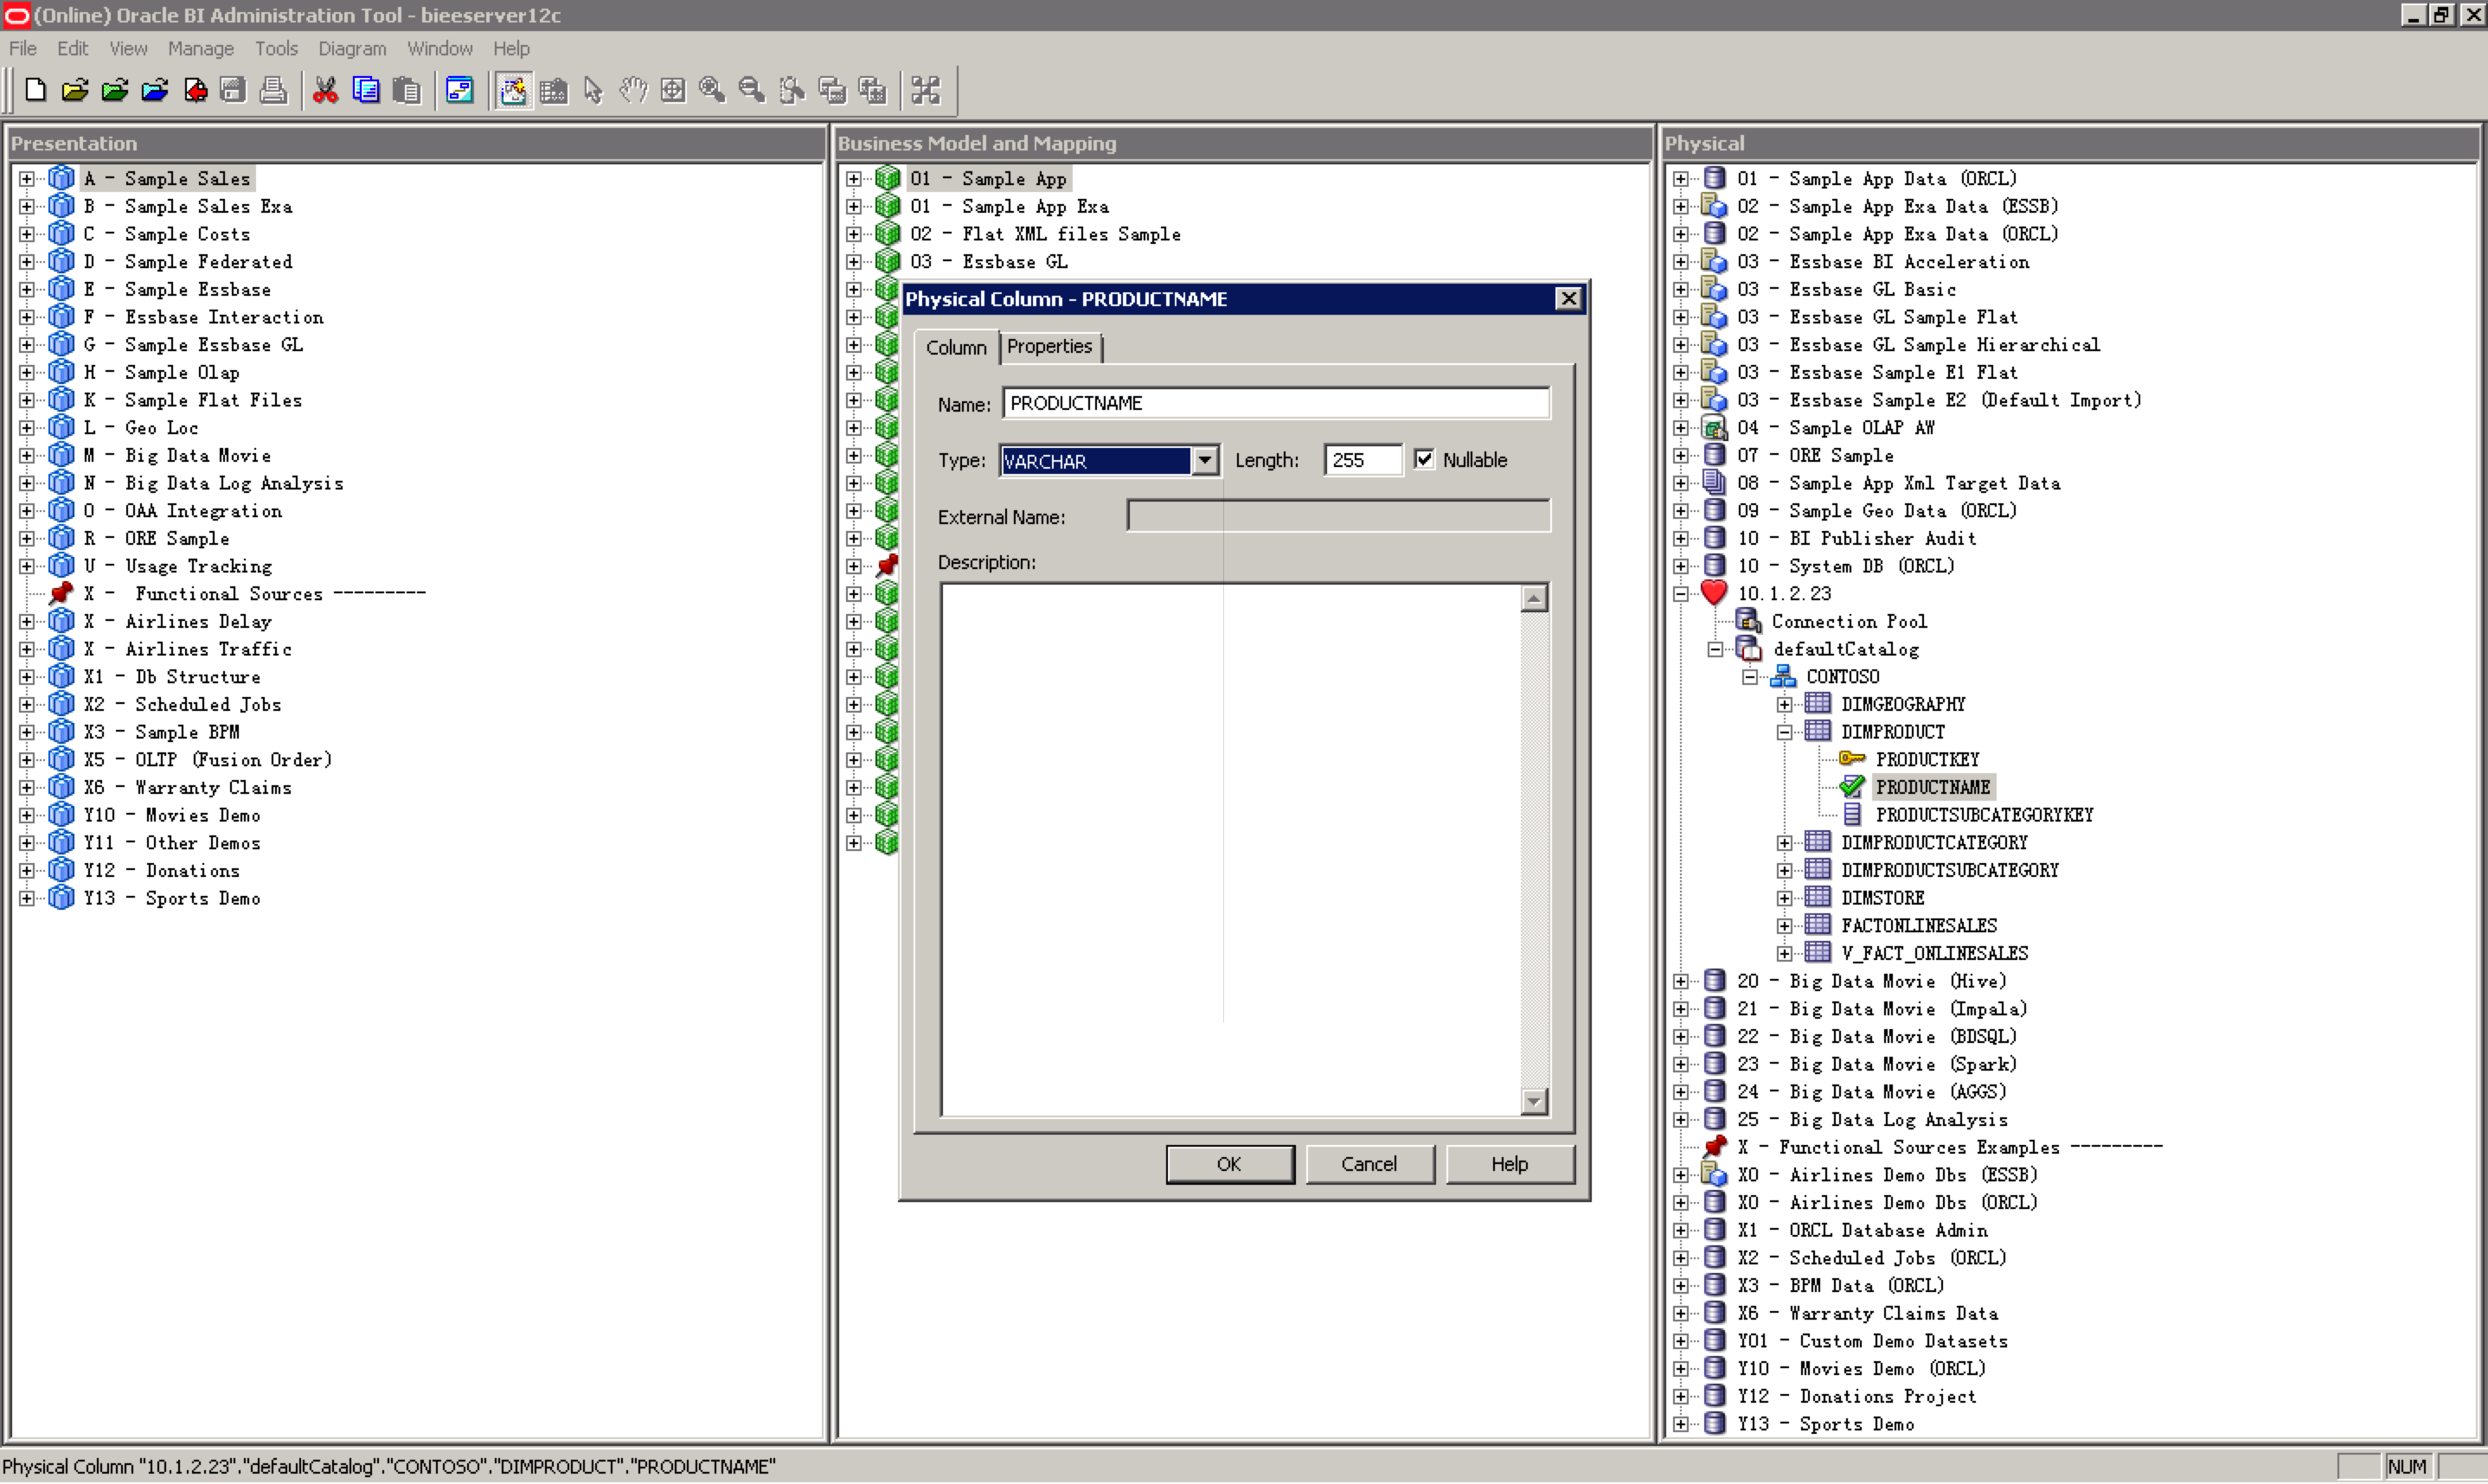 (Online) Oracle BI Administration Tool - bieeserver12c
File Edit View Manage Tools Diagram Window Help
Presentation
A - Sample Sales
B - Sample Sales Exa
C - Sample Costs
D - Sample Federated
E - Sample Essbase
F - Essbase Interaction
G - Sample Essbase GL
H - Sample Olap
K - Sample Flat Files
L - Geo Loc
M - Big Data Movie
N - Big Data Log Analysis
O - OAA Integration
R - ORE Sample
U - Usage Tracking
X - Functional Sources ---------
X - Airlines Delay
X - Airlines Traffic
X1 - Db Structure
X2 - Scheduled Jobs
X3 - Sample BPM
X5 - OLTP (Fusion Order)
X6 - Warranty Claims
Y10 - Movies Demo
Y11 - Other Demos
Y12 - Donations
Y13 - Sports Demo
Business Model and Mapping
01 - Sample App
01 - Sample App Exa
02 - Flat XML files Sample
03 - Essbase GL
Physical Column - PRODUCTNAME
Column Properties
Name: PRODUCTNAME
Type: VARCHAR Length: 255 Nullable
External Name:
Description:
OK Cancel Help
Physical
01 - Sample App Data (ORCL)
02 - Sample App Exa Data (ESSB)
02 - Sample App Exa Data (ORCL)
03 - Essbase BI Acceleration
03 - Essbase GL Basic
03 - Essbase GL Sample Flat
03 - Essbase GL Sample Hierarchical
03 - Essbase Sample E1 Flat
03 - Essbase Sample E2 (Default Import)
04 - Sample OLAP AW
07 - ORE Sample
08 - Sample App Xml Target Data
09 - Sample Geo Data (ORCL)
10 - BI Publisher Audit
10 - System DB (ORCL)
10.1.2.23
Connection Pool
defaultCatalog
CONTOSO
DIMGEOGRAPHY
DIMPRODUCT
PRODUCTKEY
PRODUCTNAME
PRODUCTSUBCATEGORYKEY
DIMPRODUCTCATEGORY
DIMPRODUCTSUBCATEGORY
DIMSTORE
FACTONLINESALES
V_FACT_ONLINESALES
20 - Big Data Movie (Hive)
21 - Big Data Movie (Impala)
22 - Big Data Movie (BDSQL)
23 - Big Data Movie (Spark)
24 - Big Data Movie (AGGS)
25 - Big Data Log Analysis
X - Functional Sources Examples ---------
X0 - Airlines Demo Dbs (ESSB)
X0 - Airlines Demo Dbs (ORCL)
X1 - ORCL Database Admin
X2 - Scheduled Jobs (ORCL)
X3 - BPM Data (ORCL)
X6 - Warranty Claims Data
Y01 - Custom Demo Datasets
Y10 - Movies Demo (ORCL)
Y12 - Donations Project
Y13 - Sports Demo
Physical Column "10.1.2.23"."defaultCatalog"."CONTOSO"."DIMPRODUCT"."PRODUCTNAME"
NUM